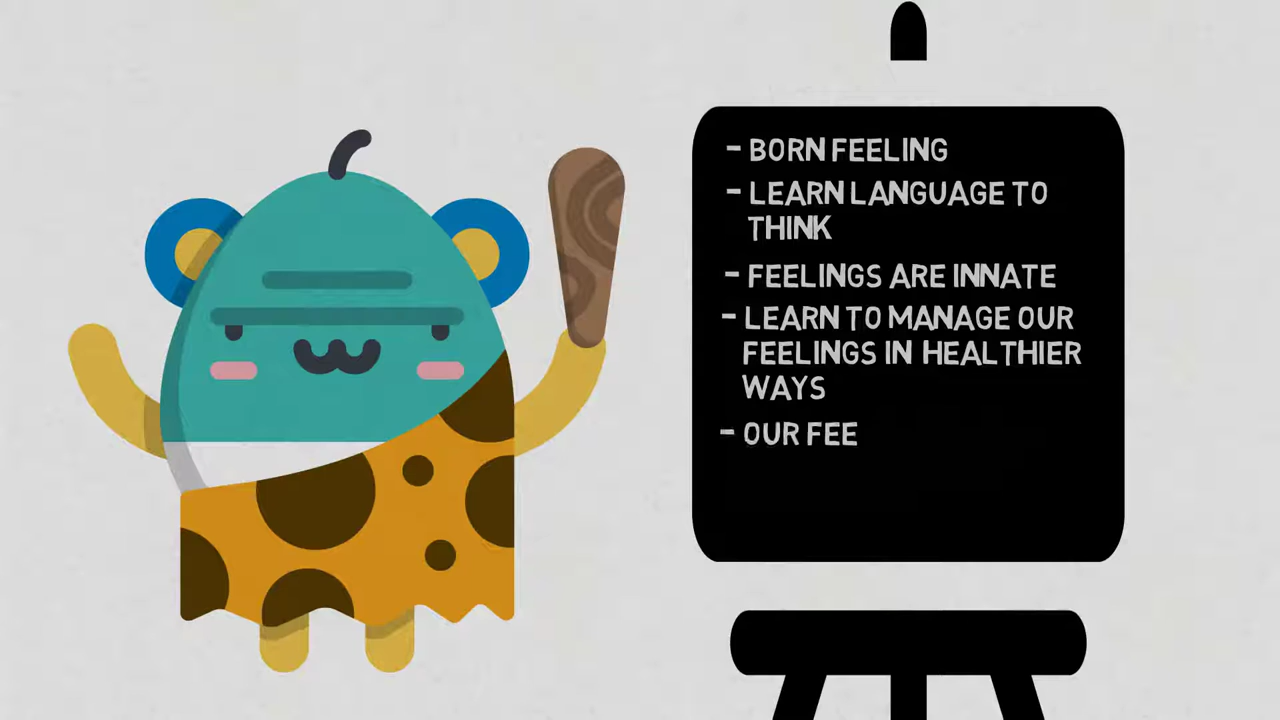 - BORN FEELING
- LEARN LANGUAGE TO
THINK
- FEELINGS ARE INNATE
- LEARN TO MANAGE OUR
FEELINGS IN HEALTHIER
WAYS
- OUR FEE